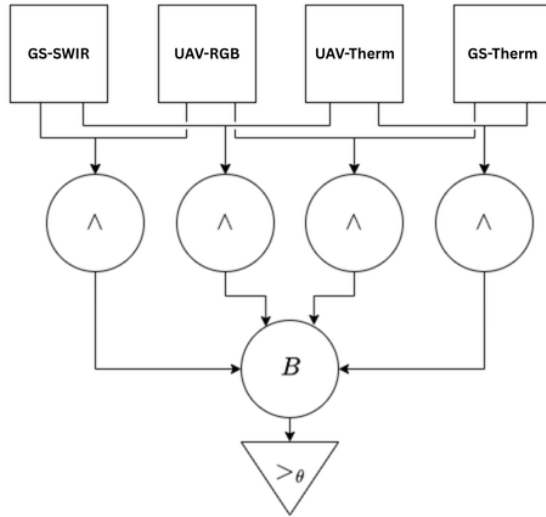 GS-SWIR
UAV-RGB
UAV-Therm
GS-Therm
∧
∧
∧
∧
B
>θ